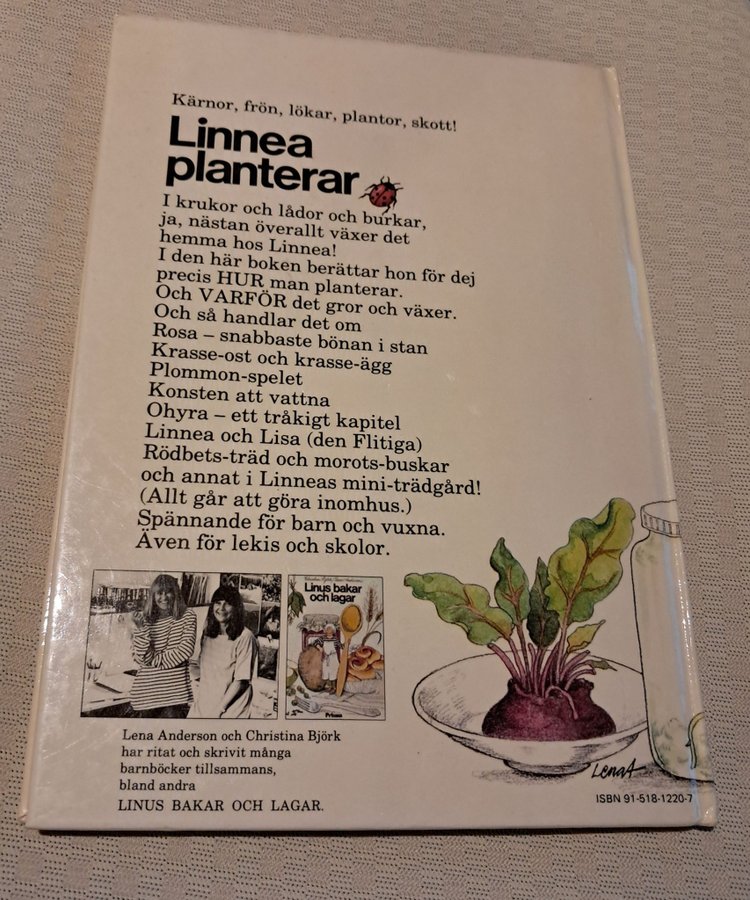 Kärnor, frön, lökar, plantor, skott!
Linnea
planterar
I krukor och lådor och burkar,
ja, nästan överallt växer det
hemma hos Linnea!
I den här boken berättar hon för dej
precis HUR man planterar.
Och VARFÖR det gror och växer.
Och så handlar det om
Rosa – snabbaste bönan i stan
Krasse-ost och krasse-ägg
Plommon-spelet
Konsten att vattna
Ohyra – ett tråkigt kapitel
Linnea och Lisa (den Flitiga)
Rödbets-träd och morots-buskar
och annat i Linneas mini-trädgård!
(Allt går att göra inomhus.)
Spännande för barn och vuxna.
Även för lekis och skolor.
Linus bakar
och lagar
Prisma
Lena Anderson och Christina Björk
har ritat och skrivit många
barnböcker tillsammans,
bland andra
LINUS BAKAR OCH LAGAR.
LenaA
ISBN 91-518-1220-7